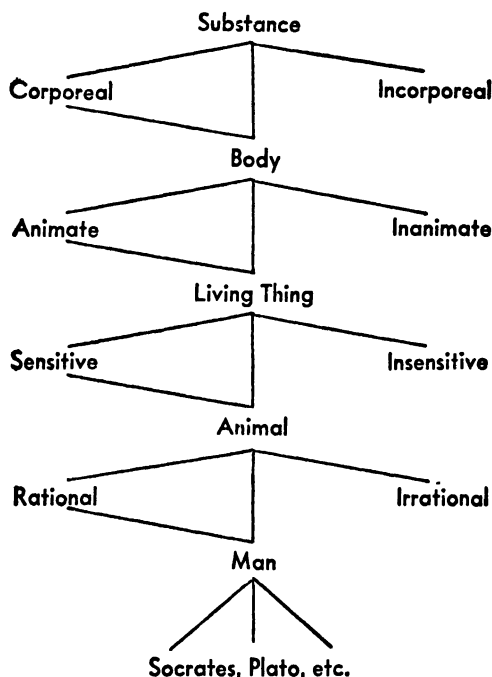 Substance
Corporeal Incorporeal
Body
Animate Inanimate
Living Thing
Sensitive Insensitive
Animal
Rational Irrational
Man
Socrates, Plato, etc.